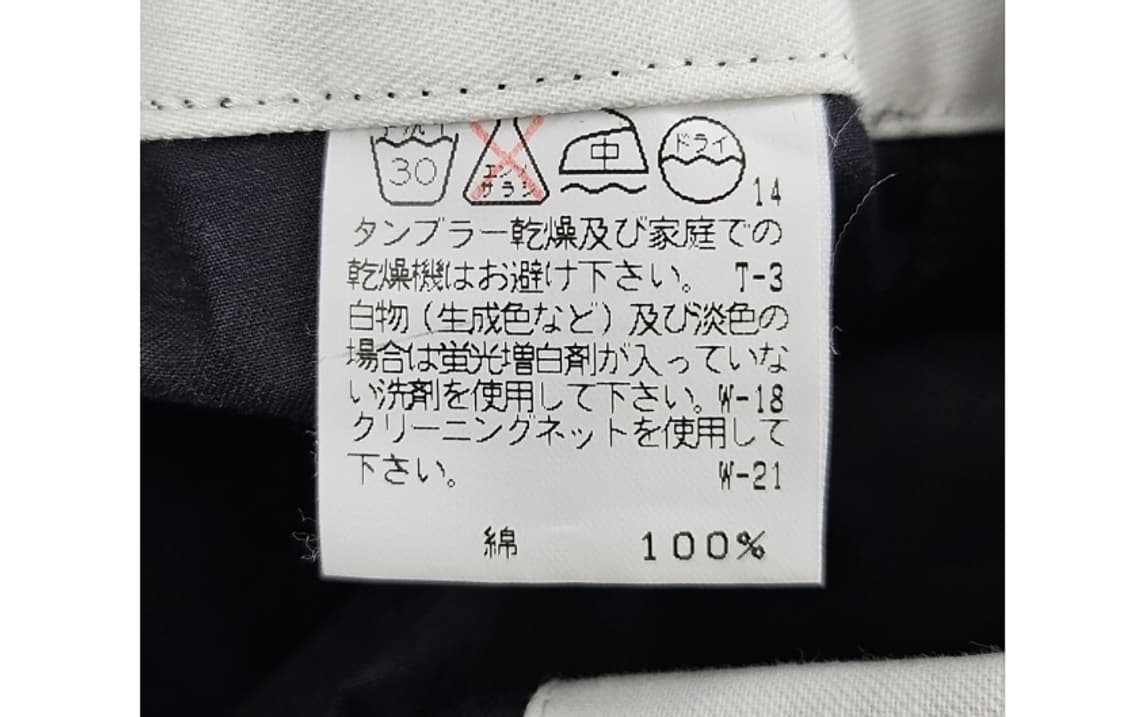 30
エンソ
サラシ
中
ドライ
14
タンブラー乾燥及び家庭での
乾燥機はお避け下さい。 T-3
白物（生成色など）及び淡色の
場合は蛍光増白剤が入っていな
い洗剤を使用して下さい。W-18
クリーニングネットを使用して
下さい。 W-21
綿 100%